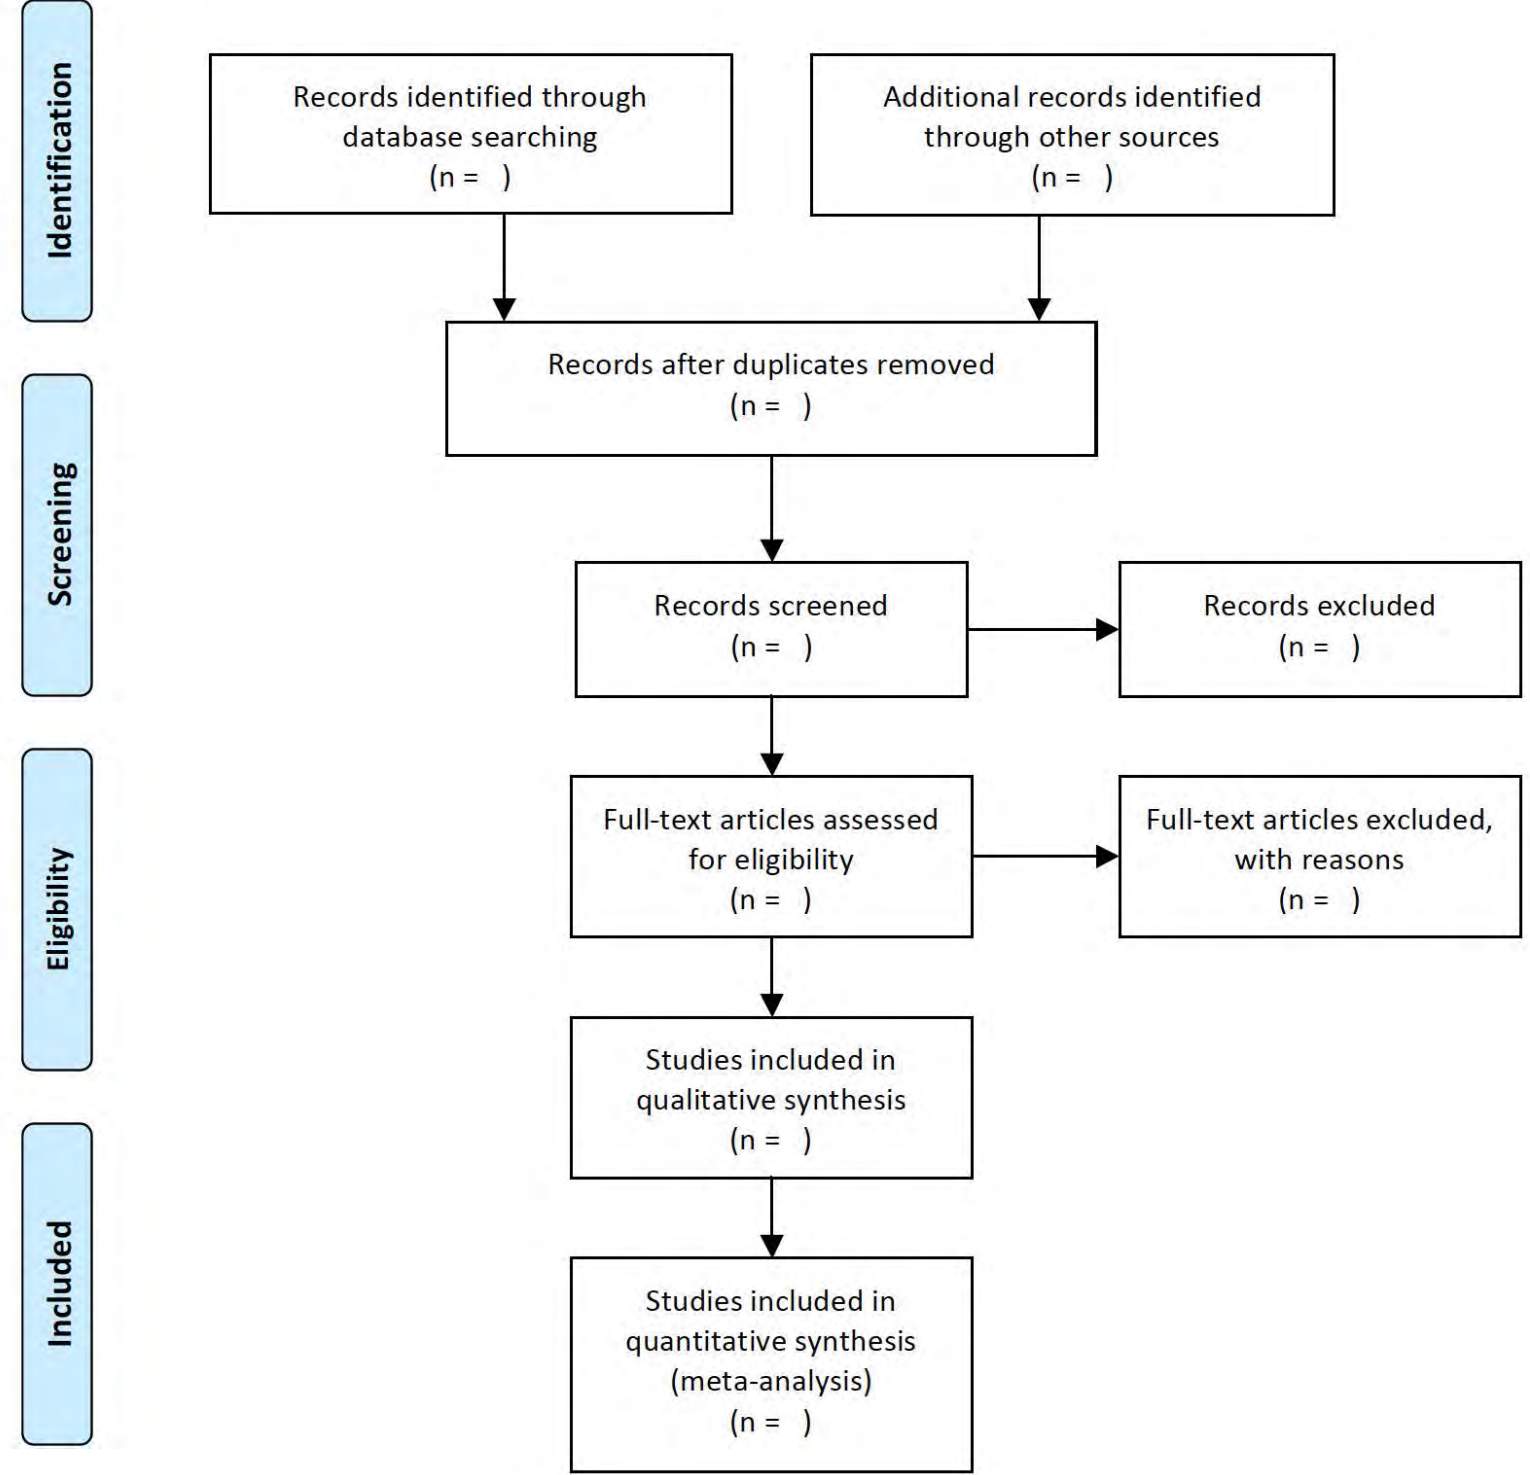 Identification
Records identified through
database searching
(n =   )
Additional records identified
through other sources
(n =   )
Records after duplicates removed
(n =   )
Screening
Records screened
(n =   )
Records excluded
(n =   )
Eligibility
Full-text articles assessed
for eligibility
(n =   )
Full-text articles excluded,
with reasons
(n =   )
Studies included in
qualitative synthesis
(n =   )
Included
Studies included in
quantitative synthesis
(meta-analysis)
(n =   )